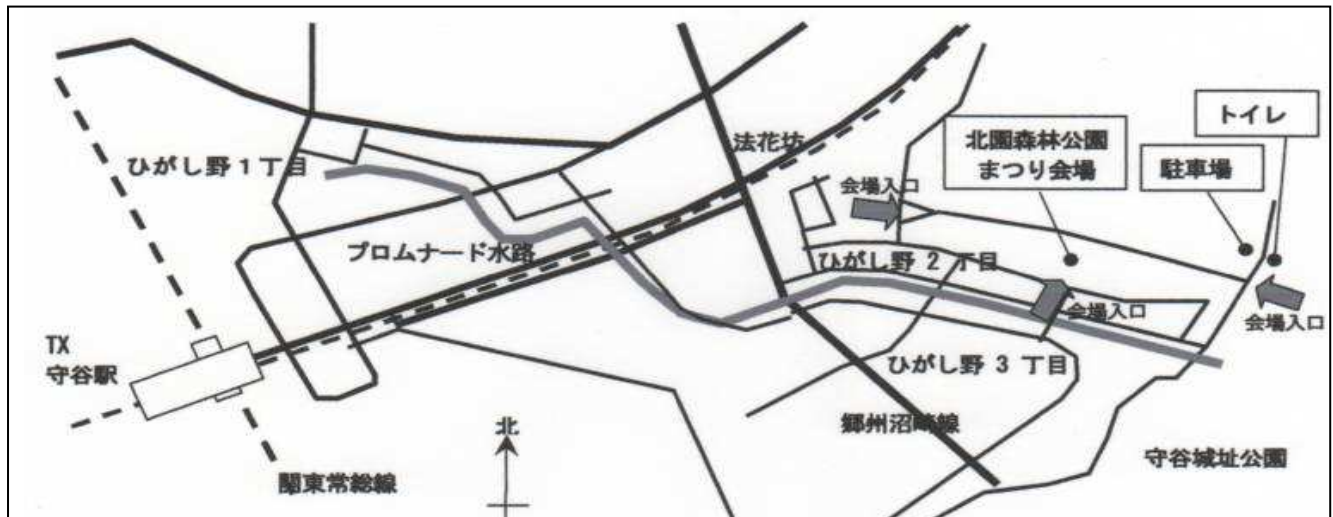 トイレ
北園森林公園
まつり会場
駐車場
法花坊
会場入口
ひがし野1丁目
プロムナード水路
ひがし野 2 丁目
会場入口
会場入口
TX
守谷駅
ひがし野 3 丁目
郷州沼崎線
北
守谷城址公園
関東常総線